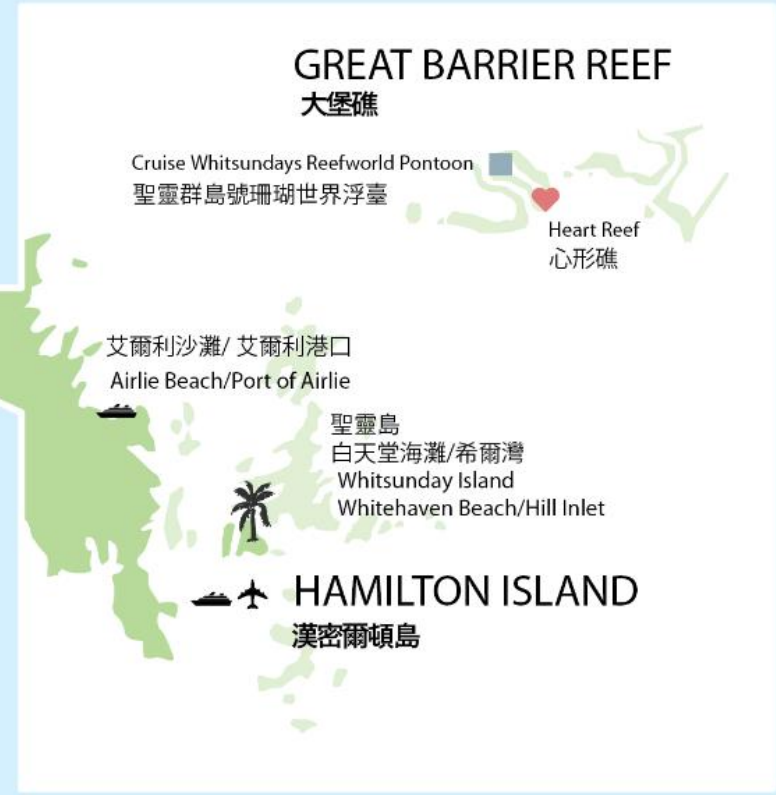 GREAT BARRIER REEF
大堡礁
Cruise Whitsundays Reefworld Pontoon
聖靈群島號珊瑚世界浮臺
Heart Reef
心形礁
艾爾利沙灘/ 艾爾利港口
Airlie Beach/Port of Airlie
聖靈島
白天堂海灘/希爾灣
Whitsunday Island
Whitehaven Beach/Hill Inlet
HAMILTON ISLAND
漢密爾頓島